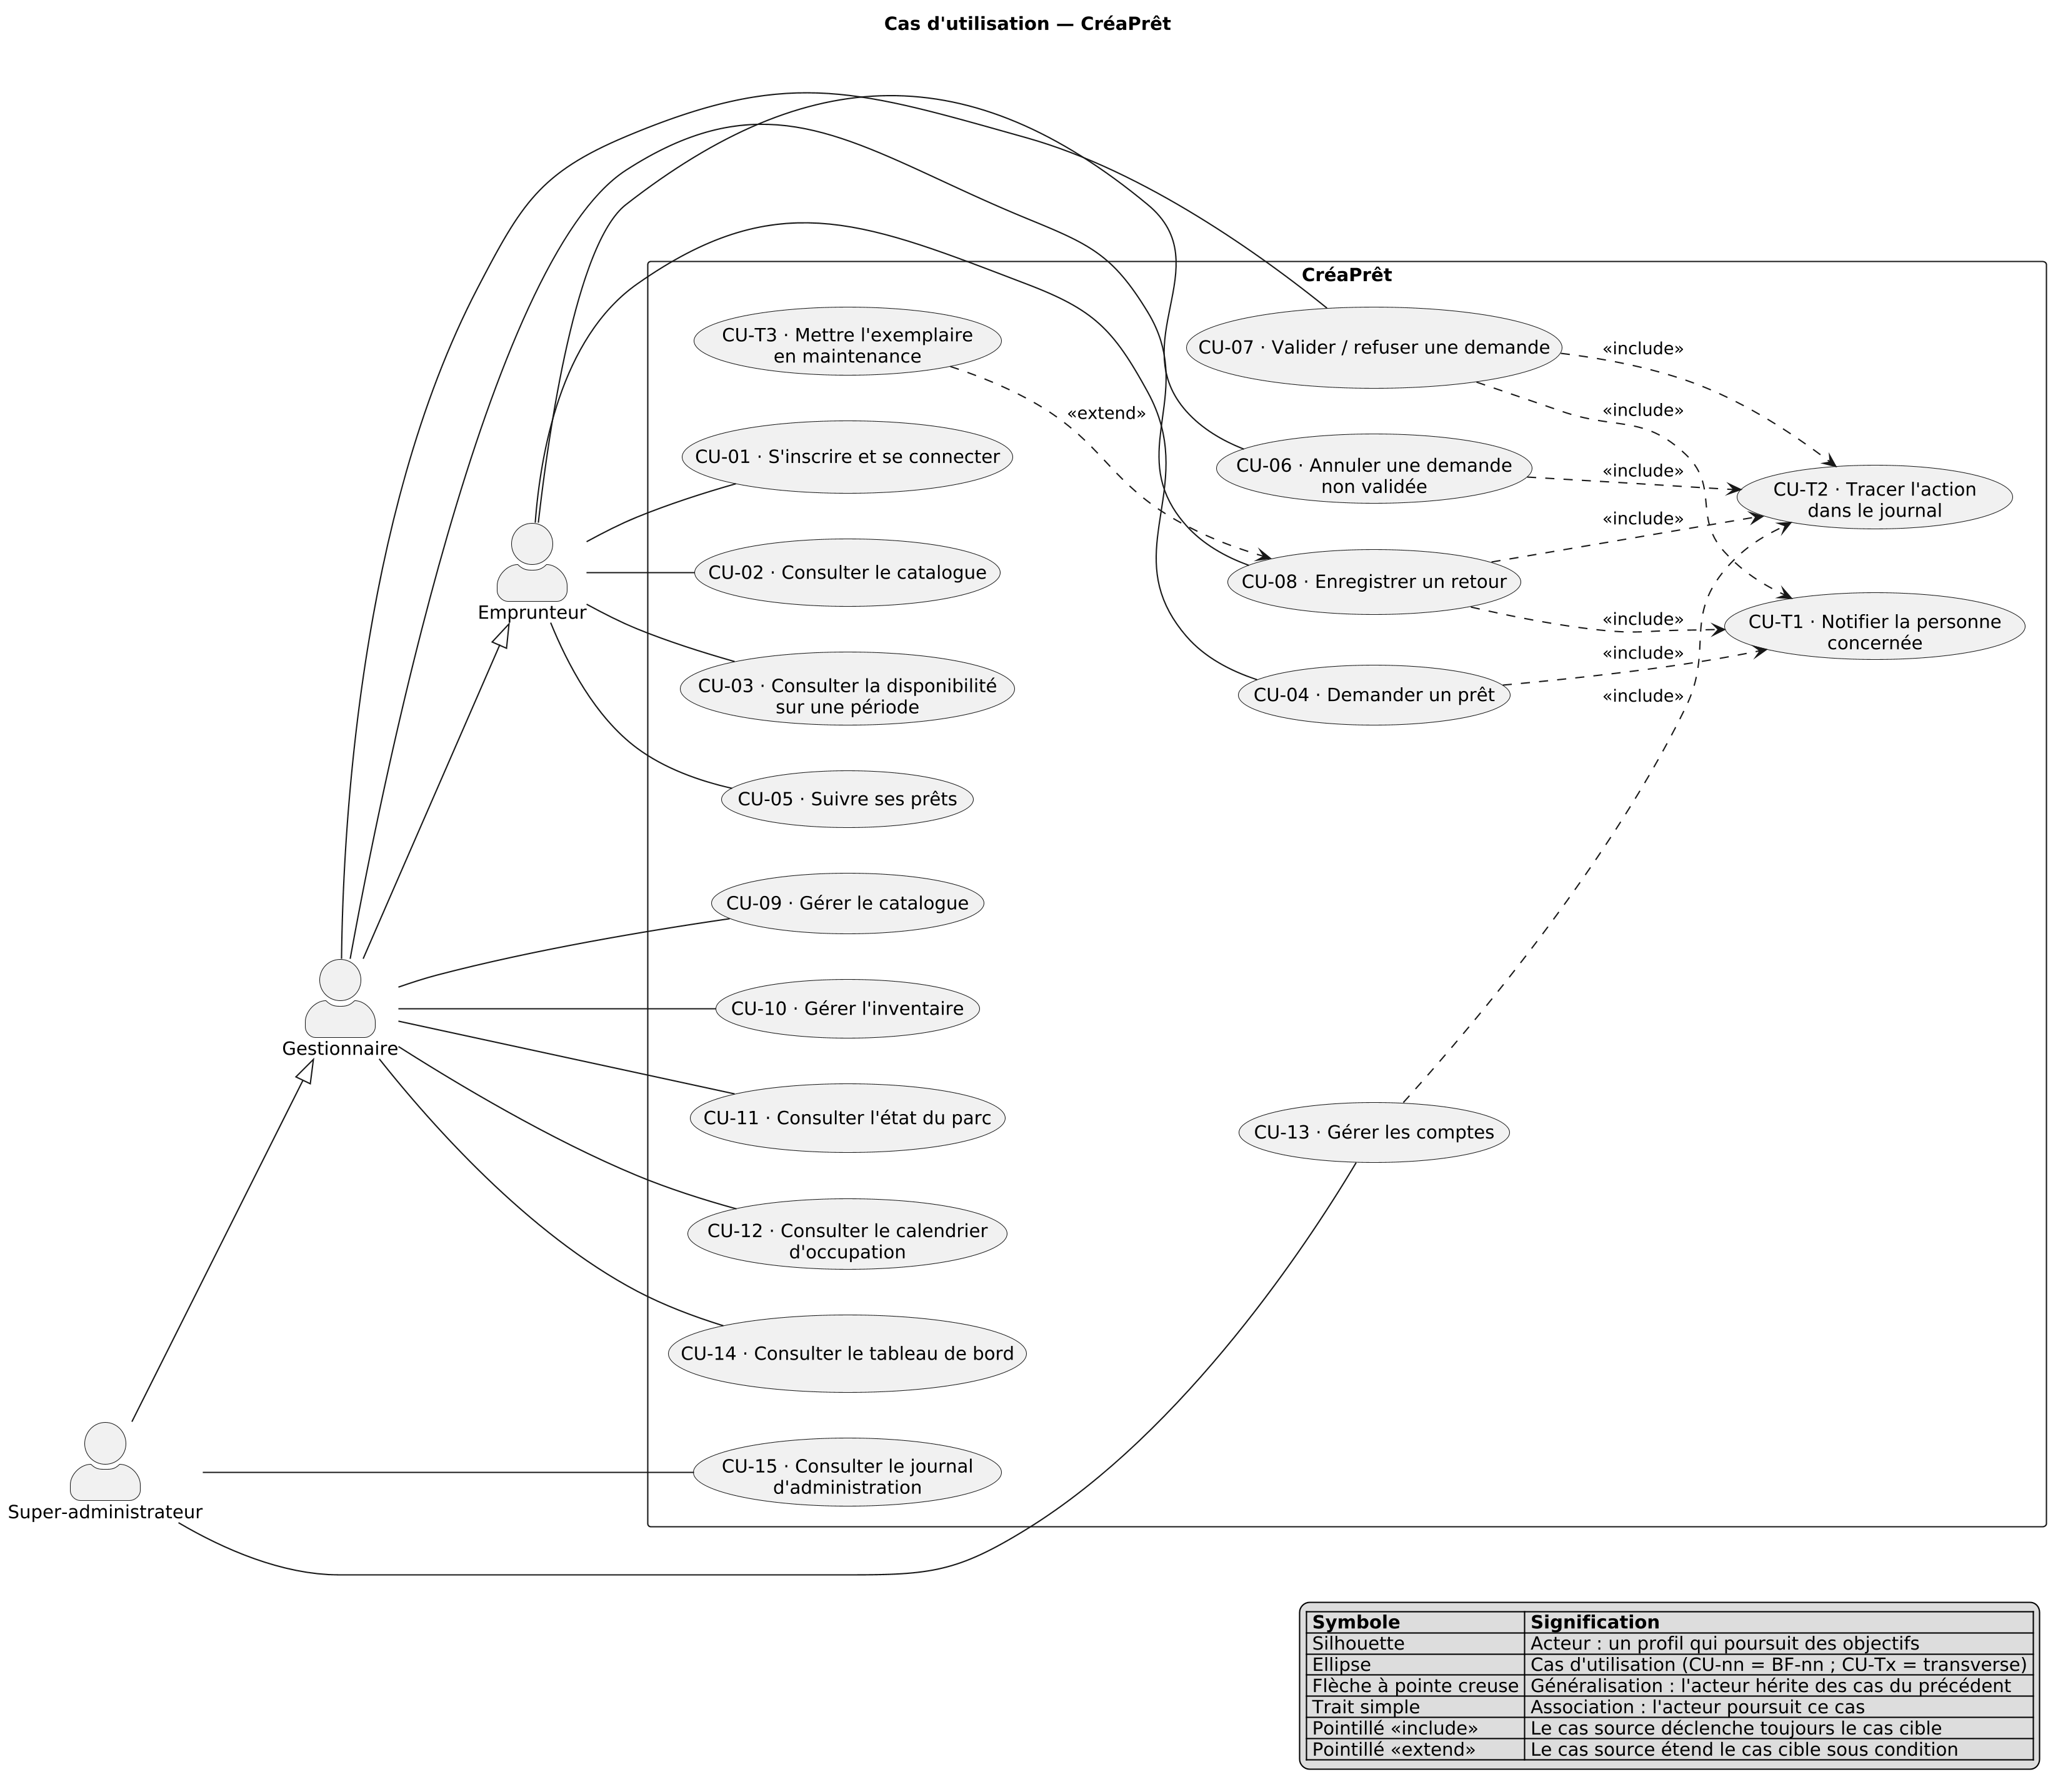 Cas d'utilisation — CréaPrêt
CréaPrêt
CU-T3 · Mettre l'exemplaire
en maintenance
CU-07 · Valider / refuser une demande
«include»
«extend»
«include»
CU-01 · S'inscrire et se connecter
CU-06 · Annuler une demande
non validée
«include»
CU-T2 · Tracer l'action
dans le journal
«include»
Emprunteur
CU-02 · Consulter le catalogue
CU-08 · Enregistrer un retour
«include»
CU-T1 · Notifier la personne
concernée
«include»
CU-03 · Consulter la disponibilité
sur une période
CU-04 · Demander un prêt
«include»
CU-05 · Suivre ses prêts
CU-09 · Gérer le catalogue
Gestionnaire
CU-10 · Gérer l'inventaire
CU-11 · Consulter l'état du parc
CU-13 · Gérer les comptes
CU-12 · Consulter le calendrier
d'occupation
CU-14 · Consulter le tableau de bord
Super-administrateur
CU-15 · Consulter le journal
d'administration
Symbole Signification
Silhouette Acteur : un profil qui poursuit des objectifs
Ellipse Cas d'utilisation (CU-nn = BF-nn ; CU-Tx = transverse)
Flèche à pointe creuse Généralisation : l'acteur hérite des cas du précédent
Trait simple Association : l'acteur poursuit ce cas
Pointillé «include» Le cas source déclenche toujours le cas cible
Pointillé «extend» Le cas source étend le cas cible sous condition